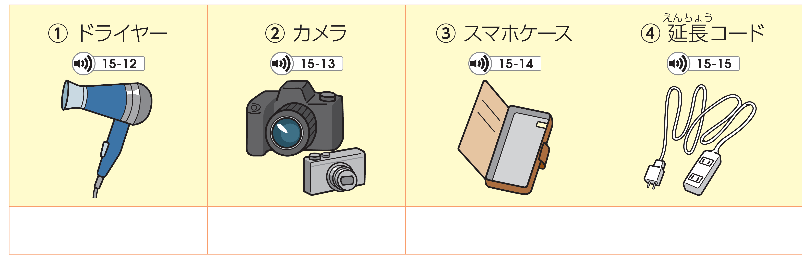 ① ドライヤー
15-12
② カメラ
15-13
③ スマホケース
15-14
えんちょう
④ 延長コード
15-15